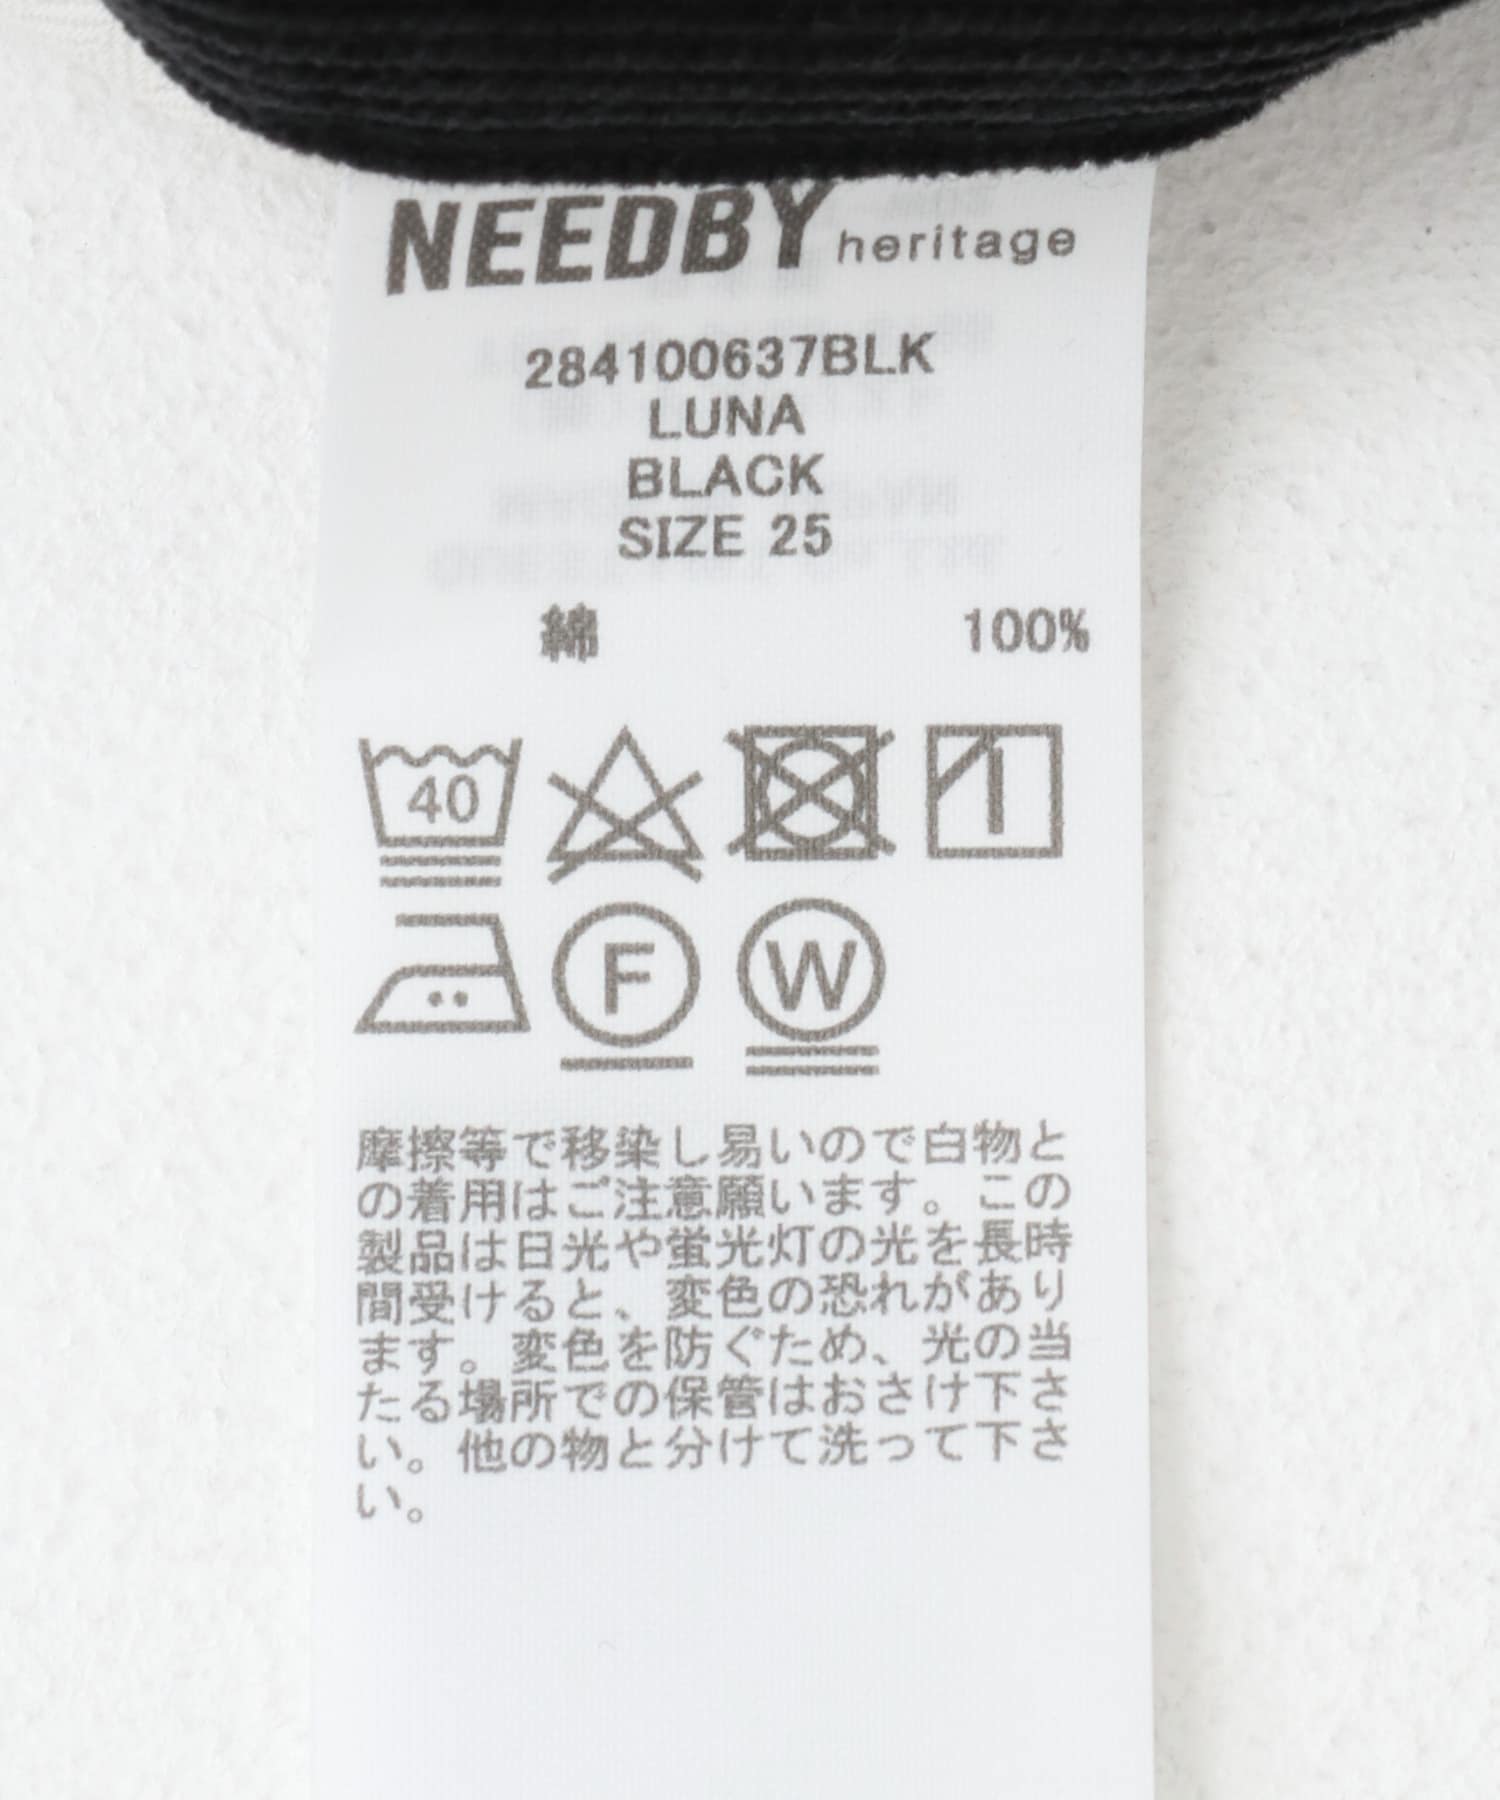 NEEDBY heritage
284100637BLK
LUNA
BLACK
SIZE 25
綿 100%
40
F W
摩擦等で移染し易いので白物と
の着用はご注意願います。この
製品は日光や蛍光灯の光を長時
間受けると、変色の恐れがあり
ます。変色を防ぐため、光の当
たる場所での保管はおさけ下さ
い。他の物と分けて洗って下さ
い。